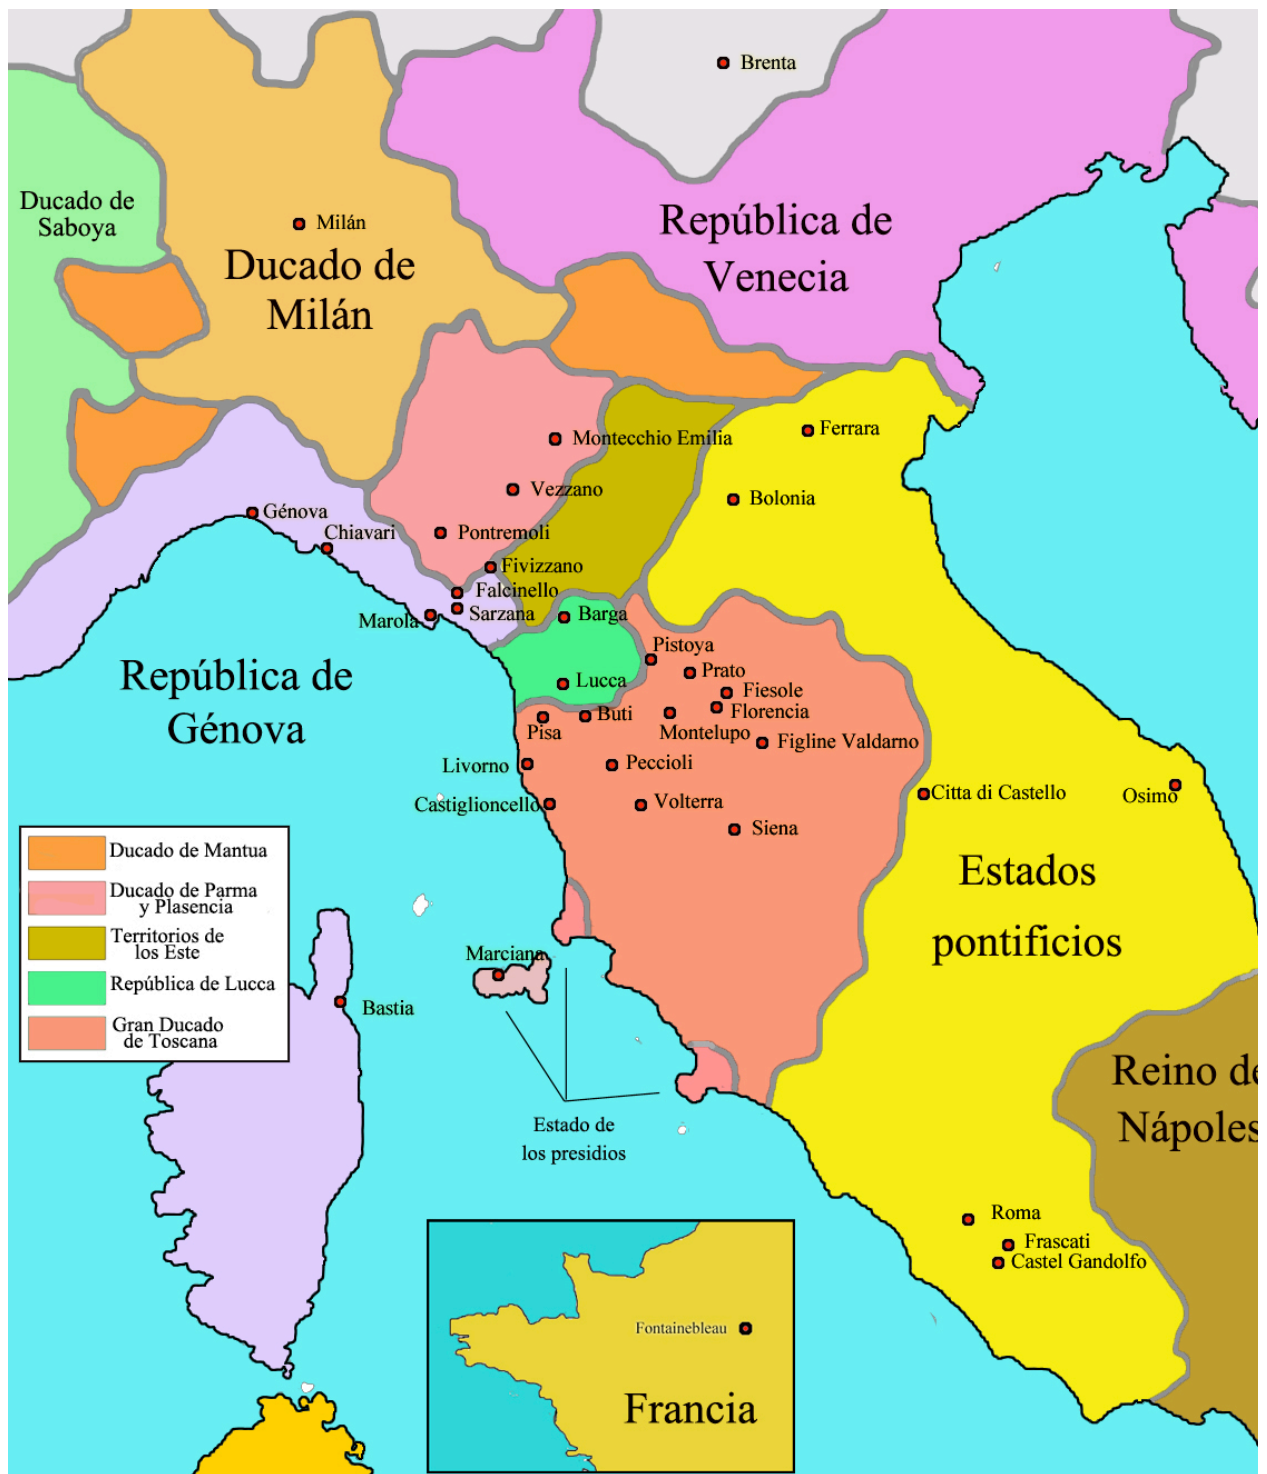 Brenta
Ducado de
Saboya
Milán
Ducado de
Milán
República de
Venecia
Montecchio Emilia
Ferrara
Vezzano
Bolonia
Génova
Chiavari
Pontremoli
Fivizzano
Falcinello
Sarzana
Marola
Barga
Pistoya
Prato
Lucca
Fiesole
Florencia
Buti
Pisa
Montelupo
Figline Valdarno
República de
Génova
Livorno
Peccioli
Castiglioncello
Volterra
Siena
Citta di Castello
Osimo
Estados
pontificios
Ducado de Mantua
Ducado de Parma
y Plasencia
Territorios de
los Este
República de Lucca
Gran Ducado
de Toscana
Marciana
Bastia
Estado de
los presidios
Reino de
Nápoles
Roma
Frascati
Castel Gandolfo
Fontainebleau
Francia